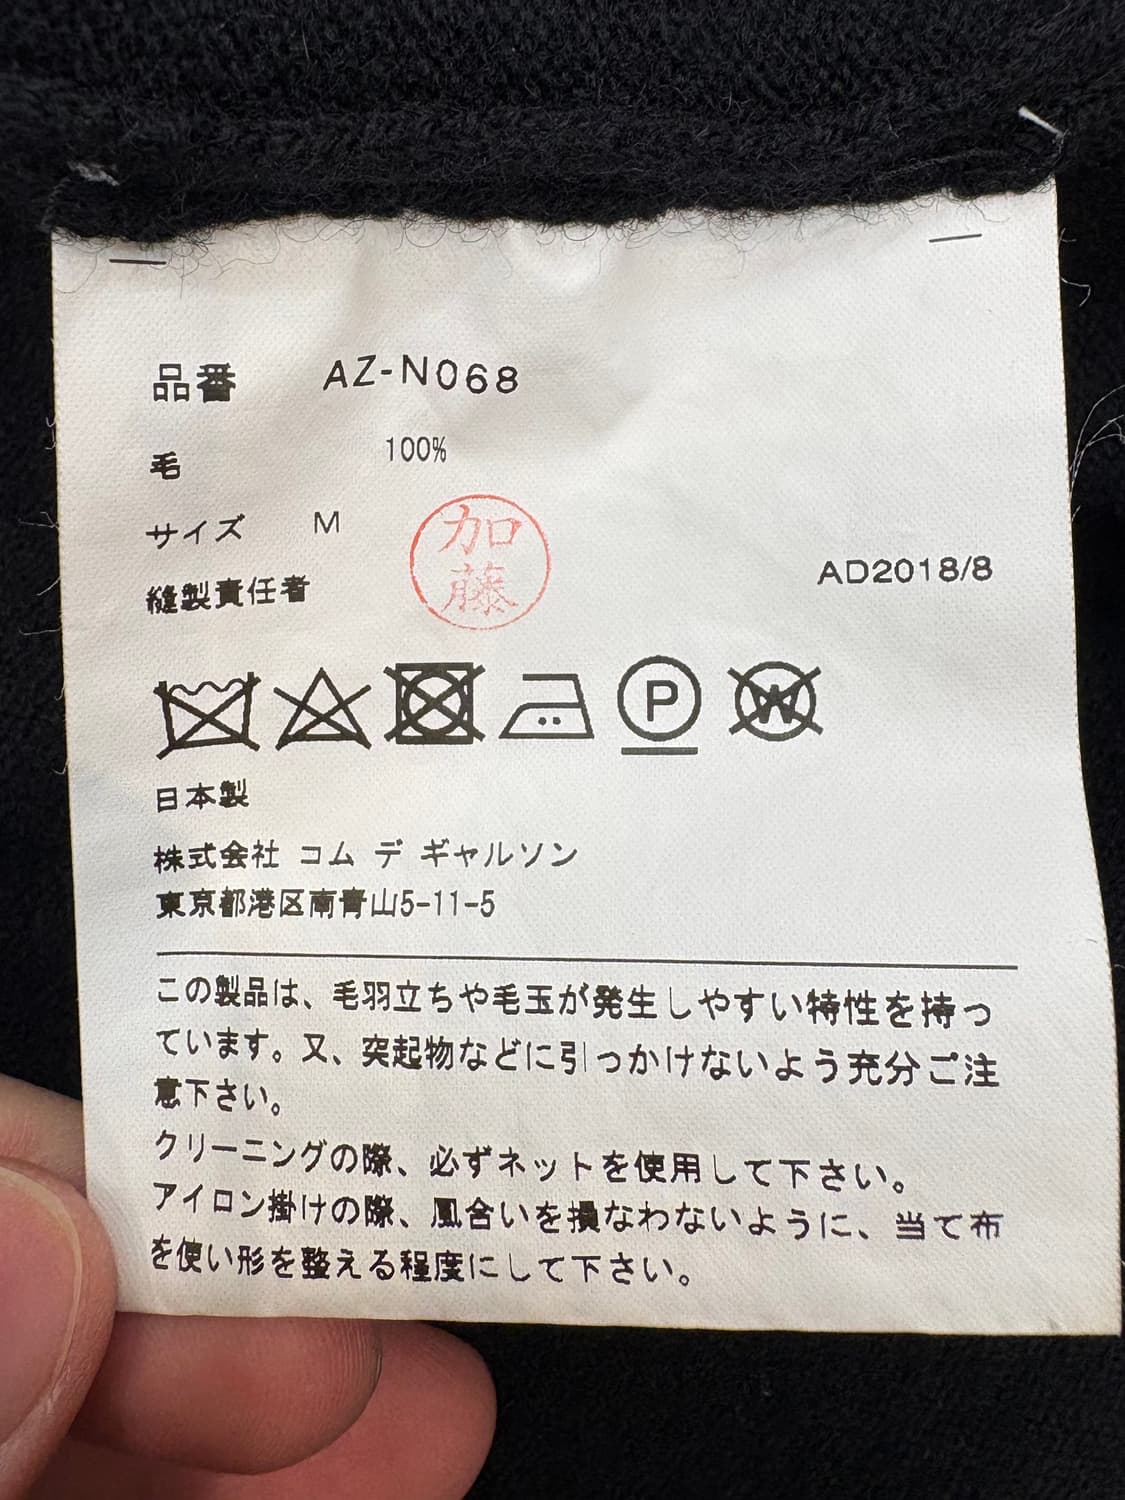 品番 AZ-N068
毛 100%
サイズ M
加藤
縫製責任者
AD2018/8
P
W
日本製
株式会社 コム デ ギャルソン
東京都港区南青山5-11-5
この製品は、毛羽立ちや毛玉が発生しやすい特性を持っ
ています。又、突起物などに引っかけないよう充分ご注
意下さい。
クリーニングの際、必ずネットを使用して下さい。
アイロン掛けの際、風合いを損なわないように、当て布
を使い形を整える程度にして下さい。